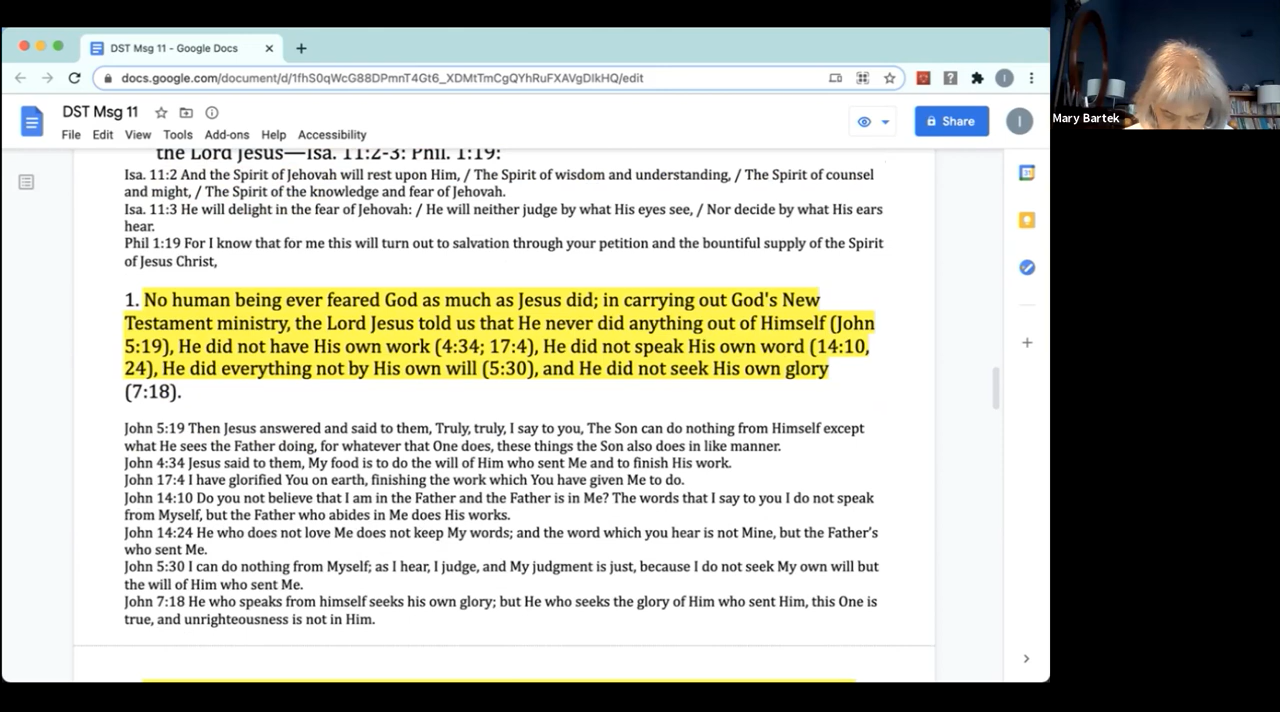 DST Msg 11 - Google Docs
docs.google.com/document/d/1fhS0qWcG88DPmnT4Gt6_XDMtTmCgQYhRuFXAVgDIkHQ/edit
DST Msg 11
File Edit View Tools Add-ons Help Accessibility
Share
I
I
Mary Bartek
the Lord Jesus—Isa. 11:2-3; Phil. 1:19:
Isa. 11:2 And the Spirit of Jehovah will rest upon Him, / The Spirit of wisdom and understanding, / The Spirit of counsel
and might, / The Spirit of the knowledge and fear of Jehovah.
Isa. 11:3 He will delight in the fear of Jehovah: / He will neither judge by what His eyes see, / Nor decide by what His ears
hear.
Phil 1:19 For I know that for me this will turn out to salvation through your petition and the bountiful supply of the Spirit
of Jesus Christ,
1. No human being ever feared God as much as Jesus did; in carrying out God's New
Testament ministry, the Lord Jesus told us that He never did anything out of Himself (John
5:19), He did not have His own work (4:34; 17:4), He did not speak His own word (14:10,
24), He did everything not by His own will (5:30), and He did not seek His own glory
(7:18).
John 5:19 Then Jesus answered and said to them, Truly, truly, I say to you, The Son can do nothing from Himself except
what He sees the Father doing, for whatever that One does, these things the Son also does in like manner.
John 4:34 Jesus said to them, My food is to do the will of Him who sent Me and to finish His work.
John 17:4 I have glorified You on earth, finishing the work which You have given Me to do.
John 14:10 Do you not believe that I am in the Father and the Father is in Me? The words that I say to you I do not speak
from Myself, but the Father who abides in Me does His works.
John 14:24 He who does not love Me does not keep My words; and the word which you hear is not Mine, but the Father's
who sent Me.
John 5:30 I can do nothing from Myself; as I hear, I judge, and My judgment is just, because I do not seek My own will but
the will of Him who sent Me.
John 7:18 He who speaks from himself seeks his own glory; but He who seeks the glory of Him who sent Him, this One is
true, and unrighteousness is not in Him.